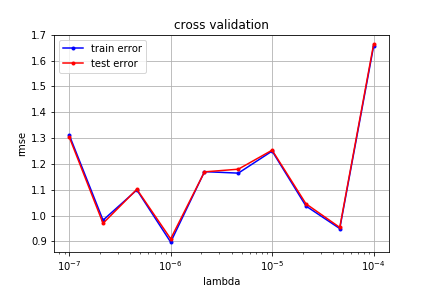 cross validation
train error
test error
rmse
1.7
1.6
1.5
1.4
1.3
1.2
1.1
1.0
0.9
10⁻⁷
10⁻⁶
10⁻⁵
10⁻⁴
lambda